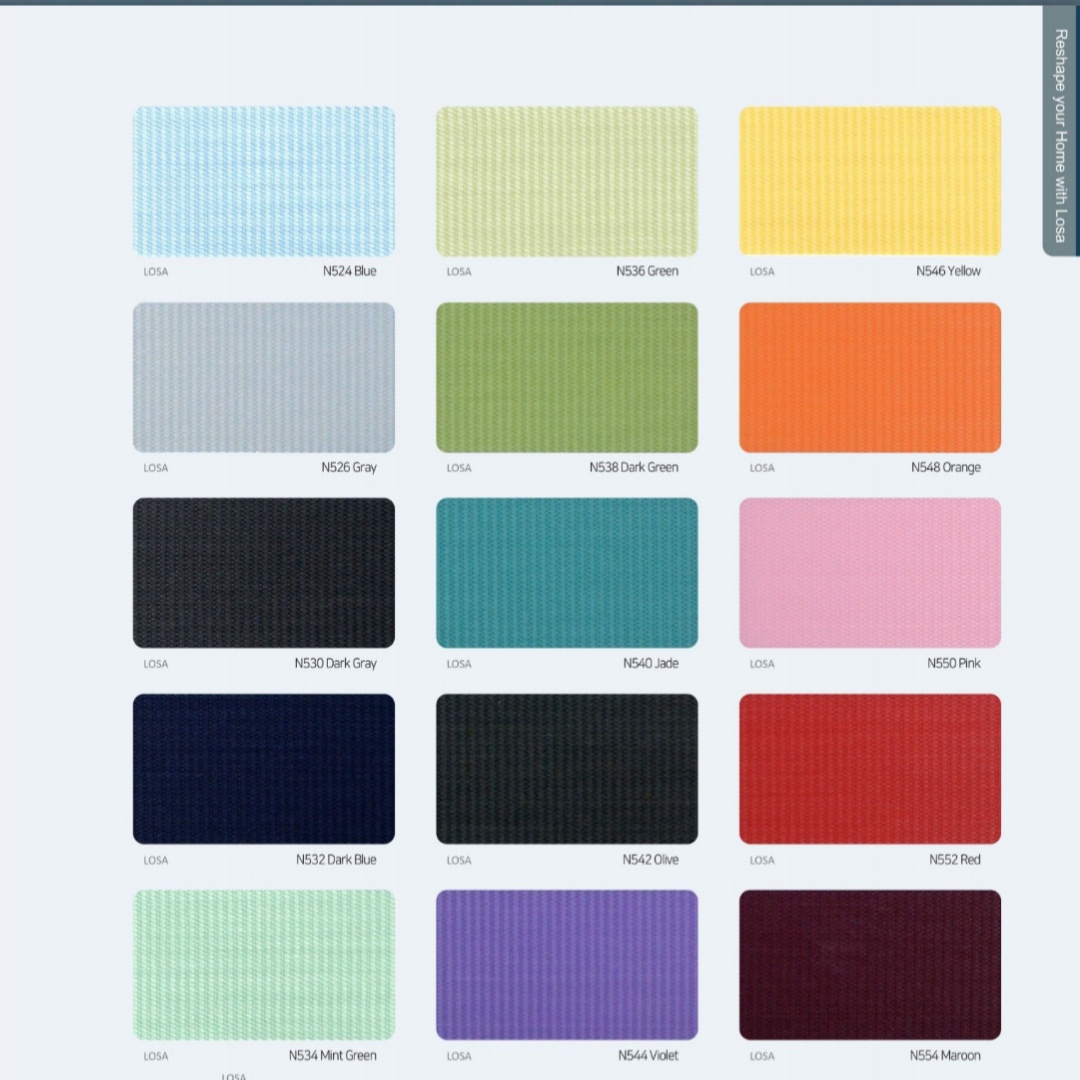 Reshape your Home with Losa
LOSA N524 Blue
LOSA N536 Green
LOSA N546 Yellow
LOSA N526 Gray
LOSA N538 Dark Green
LOSA N548 Orange
LOSA N530 Dark Gray
LOSA N540 Jade
LOSA N550 Pink
LOSA N532 Dark Blue
LOSA N542 Olive
LOSA N552 Red
LOSA N534 Mint Green
LOSA N544 Violet
LOSA N554 Maroon
LOSA